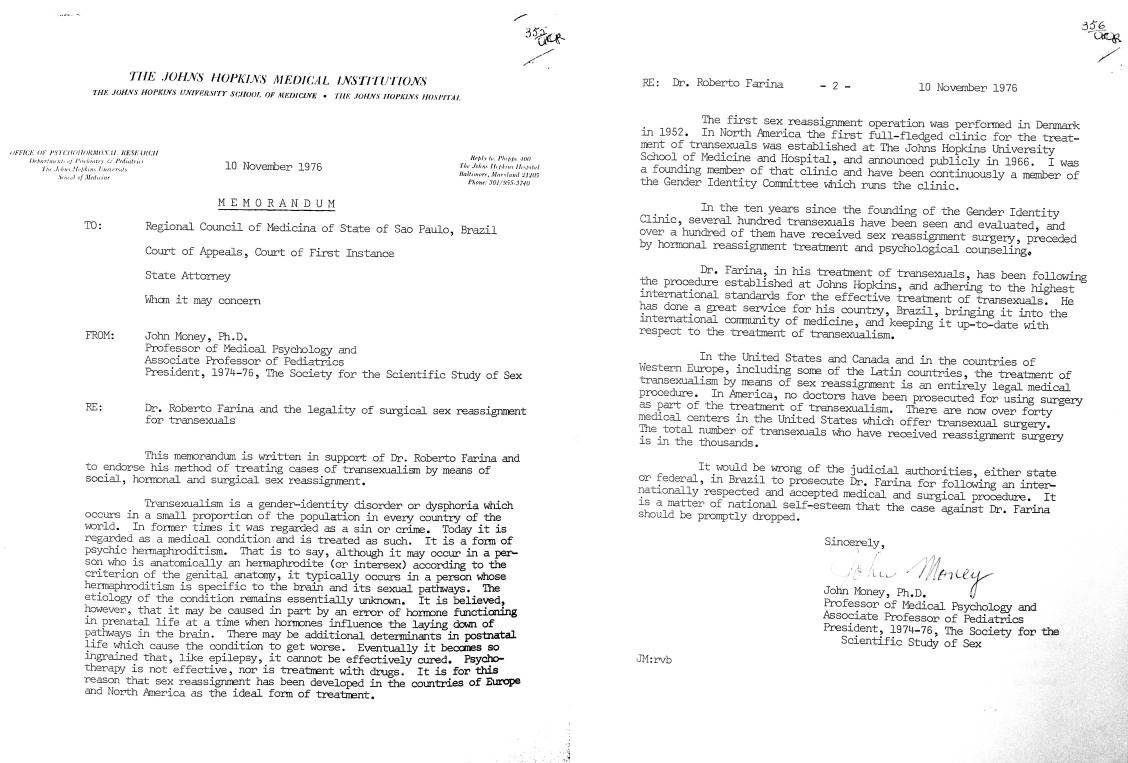 352
THE JOHNS HOPKINS MEDICAL INSTITUTIONS
THE JOHNS HOPKINS UNIVERSITY SCHOOL OF MEDICINE • THE JOHNS HOPKINS HOSPITAL
OFFICE OF PSYCHOHORMONAL RESEARCH
Departments of Psychiatry & Pediatrics
The Johns Hopkins University
School of Medicine
10 November 1976
Reply to: Phipps 400
The Johns Hopkins Hospital
Baltimore, Maryland 21205
Phone: 301/955-3740
MEMORANDUM
TO: Regional Council of Medicina of State of Sao Paulo, Brazil
Court of Appeals, Court of First Instance
State Attorney
Whom it may concern
FROM: John Money, Ph.D.
Professor of Medical Psychology and
Associate Professor of Pediatrics
President, 1974-76, The Society for the Scientific Study of Sex
RE: Dr. Roberto Farina and the legality of surgical sex reassignment
for transexuals
This memorandum is written in support of Dr. Roberto Farina and
to endorse his method of treating cases of transexualism by means of
social, hormonal and surgical sex reassignment.
Transexualism is a gender-identity disorder or dysphoria which
occurs in a small proportion of the population in every country of the
world. In former times it was regarded as a sin or crime. Today it is
regarded as a medical condition and is treated as such. It is a form of
psychic hermaphroditism. That is to say, although it may occur in a per-
son who is anatomically an hermaphrodite (or intersex) according to the
criterion of the genital anatomy, it typically occurs in a person whose
hermaphroditism is specific to the brain and its sexual pathways. The
etiology of the condition remains essentially unknown. It is believed,
however, that it may be caused in part by an error of hormone functioning
in prenatal life at a time when hormones influence the laying down of
pathways in the brain. There may be additional determinants in postnatal
life which cause the condition to get worse. Eventually it becomes so
ingrained that, like epilepsy, it cannot be effectively cured. Psycho-
therapy is not effective, nor is treatment with drugs. It is for this
reason that sex reassignment has been developed in the countries of Europe
and North America as the ideal form of treatment.
356
RE: Dr. Roberto Farina - 2 - 10 November 1976
The first sex reassignment operation was performed in Denmark
in 1952. In North America the first full-fledged clinic for the treat-
ment of transexuals was established at The Johns Hopkins University
School of Medicine and Hospital, and announced publicly in 1966. I was
a founding member of that clinic and have been continuously a member of
the Gender Identity Committee which runs the clinic.
In the ten years since the founding of the Gender Identity
Clinic, several hundred transexuals have been seen and evaluated, and
over a hundred of them have received sex reassignment surgery, preceded
by hormonal reassignment treatment and psychological counseling.
Dr. Farina, in his treatment of transexuals, has been following
the procedure established at Johns Hopkins, and adhering to the highest
international standards for the effective treatment of transexuals. He
has done a great service for his country, Brazil, bringing it into the
international community of medicine, and keeping it up-to-date with
respect to the treatment of transexualism.
In the United States and Canada and in the countries of
Western Europe, including some of the Latin countries, the treatment of
transexualism by means of sex reassignment is an entirely legal medical
procedure. In America, no doctors have been prosecuted for using surgery
as part of the treatment of transexualism. There are now over forty
medical centers in the United States which offer transexual surgery.
The total number of transexuals who have received reassignment surgery
is in the thousands.
It would be wrong of the judicial authorities, either state
or federal, in Brazil to prosecute Dr. Farina for following an inter-
nationally respected and accepted medical and surgical procedure. It
is a matter of national self-esteem that the case against Dr. Farina
should be promptly dropped.
Sincerely,
John Money
John Money, Ph.D.
Professor of Medical Psychology and
Associate Professor of Pediatrics
President, 1974-76, The Society for the
Scientific Study of Sex
JM:rvb